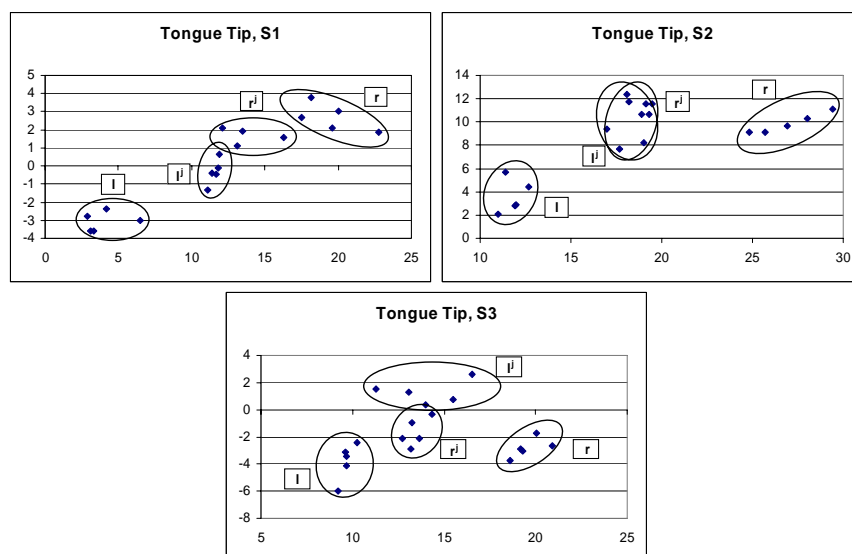 Tongue Tip, S1
5
4
3
2
1
0
-1
-2
-3
-4
0 5 10 15 20 25
r
rʲ
lʲ
l
Tongue Tip, S2
14
12
10
8
6
4
2
0
10 15 20 25 30
r
rʲ
lʲ
l
Tongue Tip, S3
4
2
0
-2
-4
-6
-8
5 10 15 20 25
lʲ
rʲ
r
l